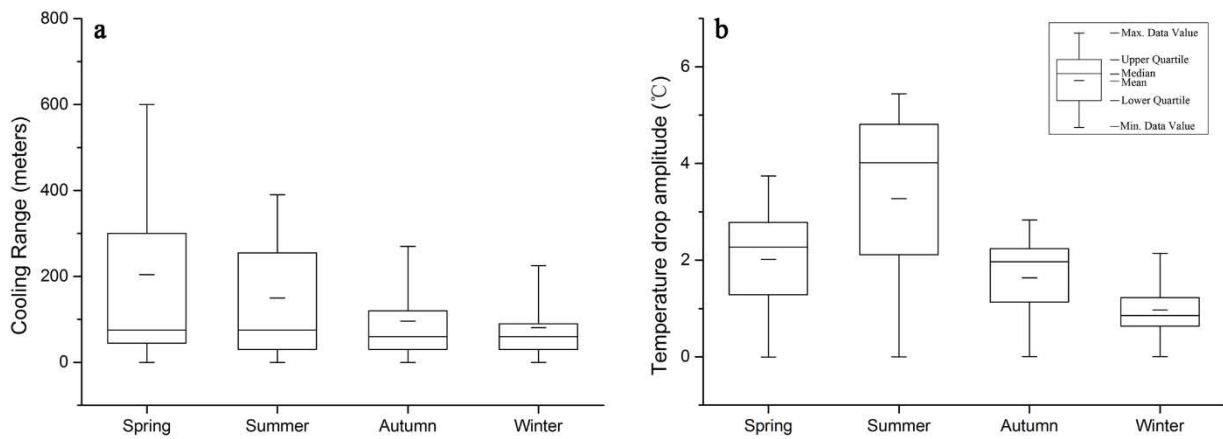 a
800
600
400
200
0
Cooling Range (meters)
Spring Summer Autumn Winter
b
6
4
2
0
Temperature drop amplitude (℃)
Spring Summer Autumn Winter
Max. Data Value
Upper Quartile
Median
Mean
Lower Quartile
Min. Data Value